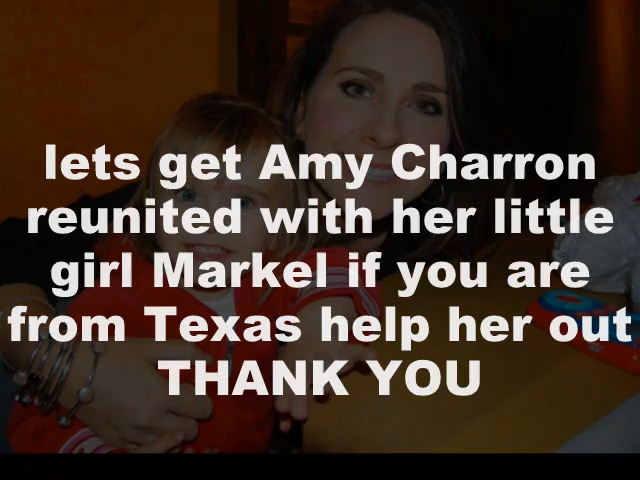 lets get Amy Charron
reunited with her little
girl Markel if you are
from Texas help her out
THANK YOU